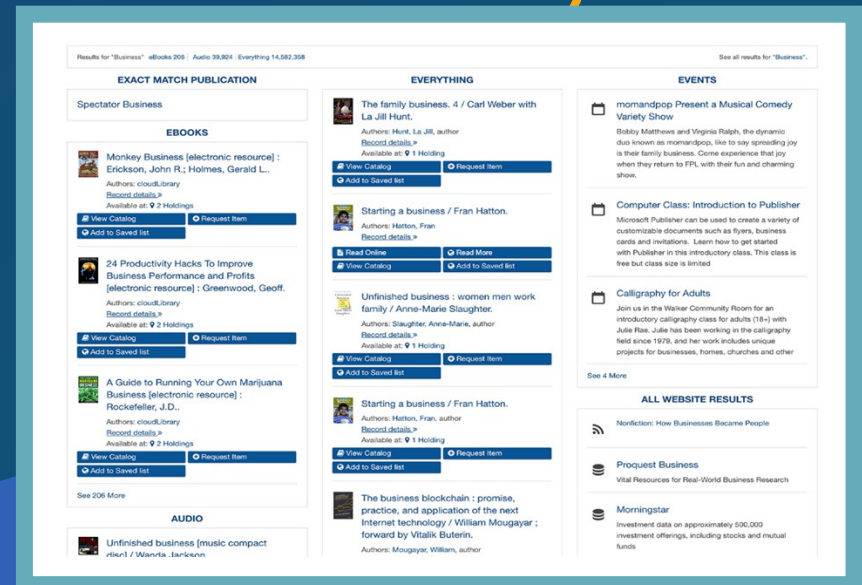 Results for "Business" eBooks 206 | Audio 39,924 | Everything 14,582,358
See all results for "Business".
EXACT MATCH PUBLICATION
Spectator Business
EBOOKS
Monkey Business [electronic resource] :
Erickson, John R.; Holmes, Gerald L..
Authors: cloudLibrary
Record details »
Available at: 2 Holdings
View Catalog
Request Item
Add to Saved list
24 Productivity Hacks To Improve
Business Performance and Profits
[electronic resource] : Greenwood, Geoff.
Authors: cloudLibrary
Record details »
Available at: 2 Holdings
View Catalog
Request Item
Add to Saved list
A Guide to Running Your Own Marijuana
Business [electronic resource] :
Rockefeller, J.D..
Authors: cloudLibrary
Record details »
Available at: 2 Holdings
View Catalog
Request Item
Add to Saved list
See 206 More
AUDIO
Unfinished business [music compact
disc] / Wanda Jackson
EVERYTHING
The family business. 4 / Carl Weber with
La Jill Hunt.
Authors: Hunt, La Jill, author
Record details »
Available at: 1 Holding
View Catalog
Request Item
Add to Saved list
Starting a business / Fran Hatton.
Authors: Hatton, Fran
Record details »
Read Online
Read More
View Catalog
Add to Saved list
Unfinished business : women men work
family / Anne-Marie Slaughter.
Authors: Slaughter, Anne-Marie, author
Record details »
Available at: 1 Holding
View Catalog
Request Item
Add to Saved list
Starting a business / Fran Hatton.
Authors: Hatton, Fran, author
Record details »
Available at: 1 Holding
View Catalog
Request Item
Add to Saved list
The business blockchain : promise,
practice, and application of the next
Internet technology / William Mougayar ;
forward by Vitalik Buterin.
Authors: Mougayar, William, author
EVENTS
momandpop Present a Musical Comedy
Variety Show
Bobby Matthews and Virginia Ralph, the dynamic
duo known as momandpop, like to say spreading joy
is their family business. Come experience that joy
when they return to FPL with their fun and charming
show.
Computer Class: Introduction to Publisher
Microsoft Publisher can be used to create a variety of
customizable documents such as flyers, business
cards and invitations. Learn how to get started
with Publisher in this introductory class. This class is
free but class size is limited
Calligraphy for Adults
Join us in the Walker Community Room for an
introductory calligraphy class for adults (18+) with
Julie Rae. Julie has been working in the calligraphy
field since 1979, and her work includes unique
projects for businesses, homes, churches and other
See 4 More
ALL WEBSITE RESULTS
Nonfiction: How Businesses Became People
Proquest Business
Vital Resources for Real-World Business Research
Morningstar
Investment data on approximately 500,000
investment offerings, including stocks and mutual
funds